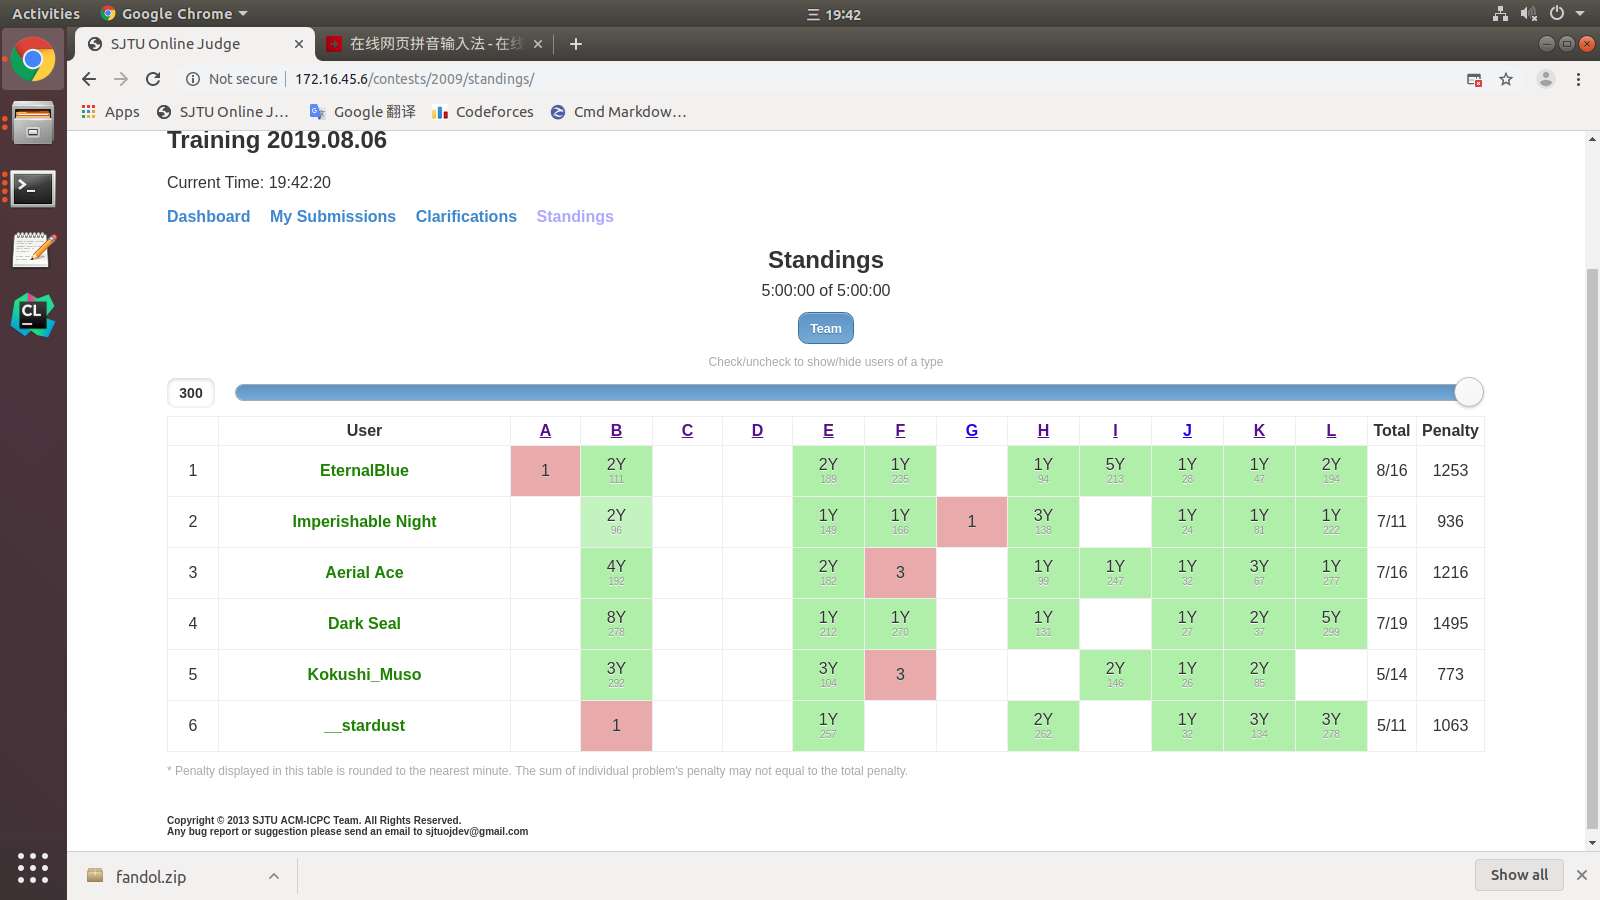 Activities Google Chrome 三 19:42
SJTU Online Judge 在线网页拼音输入法 - 在线
Not secure 172.16.45.6/contests/2009/standings/
Apps SJTU Online J… Google 翻译 Codeforces Cmd Markdow…
Training 2019.08.06
Current Time: 19:42:20
Dashboard My Submissions Clarifications Standings
Standings
5:00:00 of 5:00:00
Team
Check/uncheck to show/hide users of a type
300
User A B C D E F G H I J K L Total Penalty
1 EternalBlue 1 2Y 111 2Y 189 1Y 235 1Y 94 5Y 213 1Y 28 1Y 47 2Y 194 8/16 1253
2 Imperishable Night 2Y 96 1Y 149 1Y 166 1 3Y 138 1Y 24 1Y 81 1Y 222 7/11 936
3 Aerial Ace 4Y 192 2Y 182 3 1Y 99 1Y 247 1Y 32 3Y 67 1Y 277 7/16 1216
4 Dark Seal 8Y 278 1Y 212 1Y 270 1Y 131 1Y 27 2Y 37 5Y 299 7/19 1495
5 Kokushi_Muso 3Y 292 3Y 104 3 2Y 146 1Y 26 2Y 85 5/14 773
6 __stardust 1 1Y 257 2Y 262 1Y 32 3Y 134 3Y 278 5/11 1063
* Penalty displayed in this table is rounded to the nearest minute. The sum of individual problem's penalty may not equal to the total penalty.
Copyright © 2013 SJTU ACM-ICPC Team. All Rights Reserved.
Any bug report or suggestion please send an email to sjtuojdev@gmail.com
fandol.zip Show all
CL